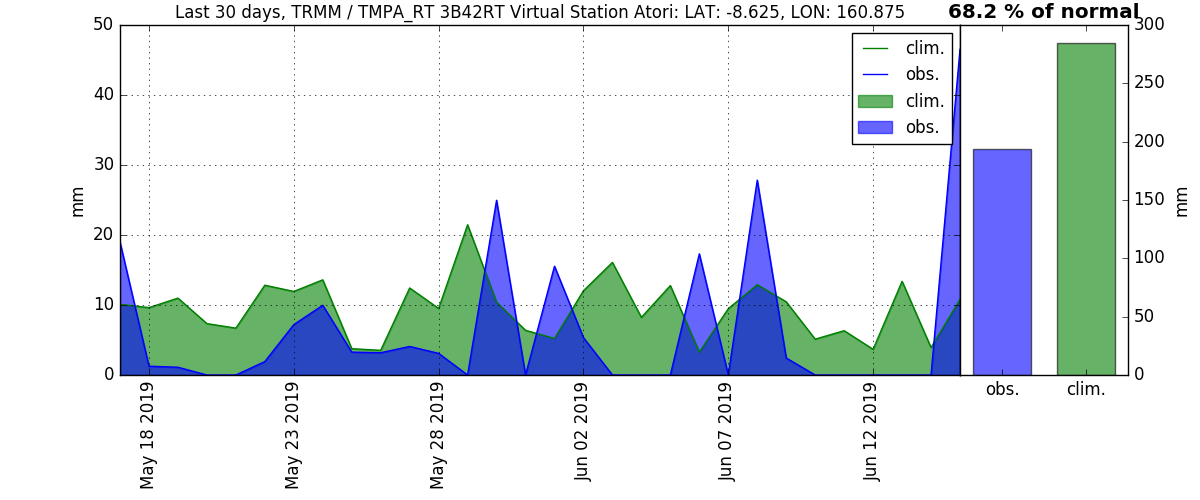 Last 30 days, TRMM / TMPA_RT 3B42RT Virtual Station Atori: LAT: -8.625, LON: 160.875
68.2 % of normal
50
40
30
20
10
0
mm
clim.
obs.
clim.
obs.
300
250
200
150
100
50
0
mm
May 18 2019
May 23 2019
May 28 2019
Jun 02 2019
Jun 07 2019
Jun 12 2019
obs.
clim.